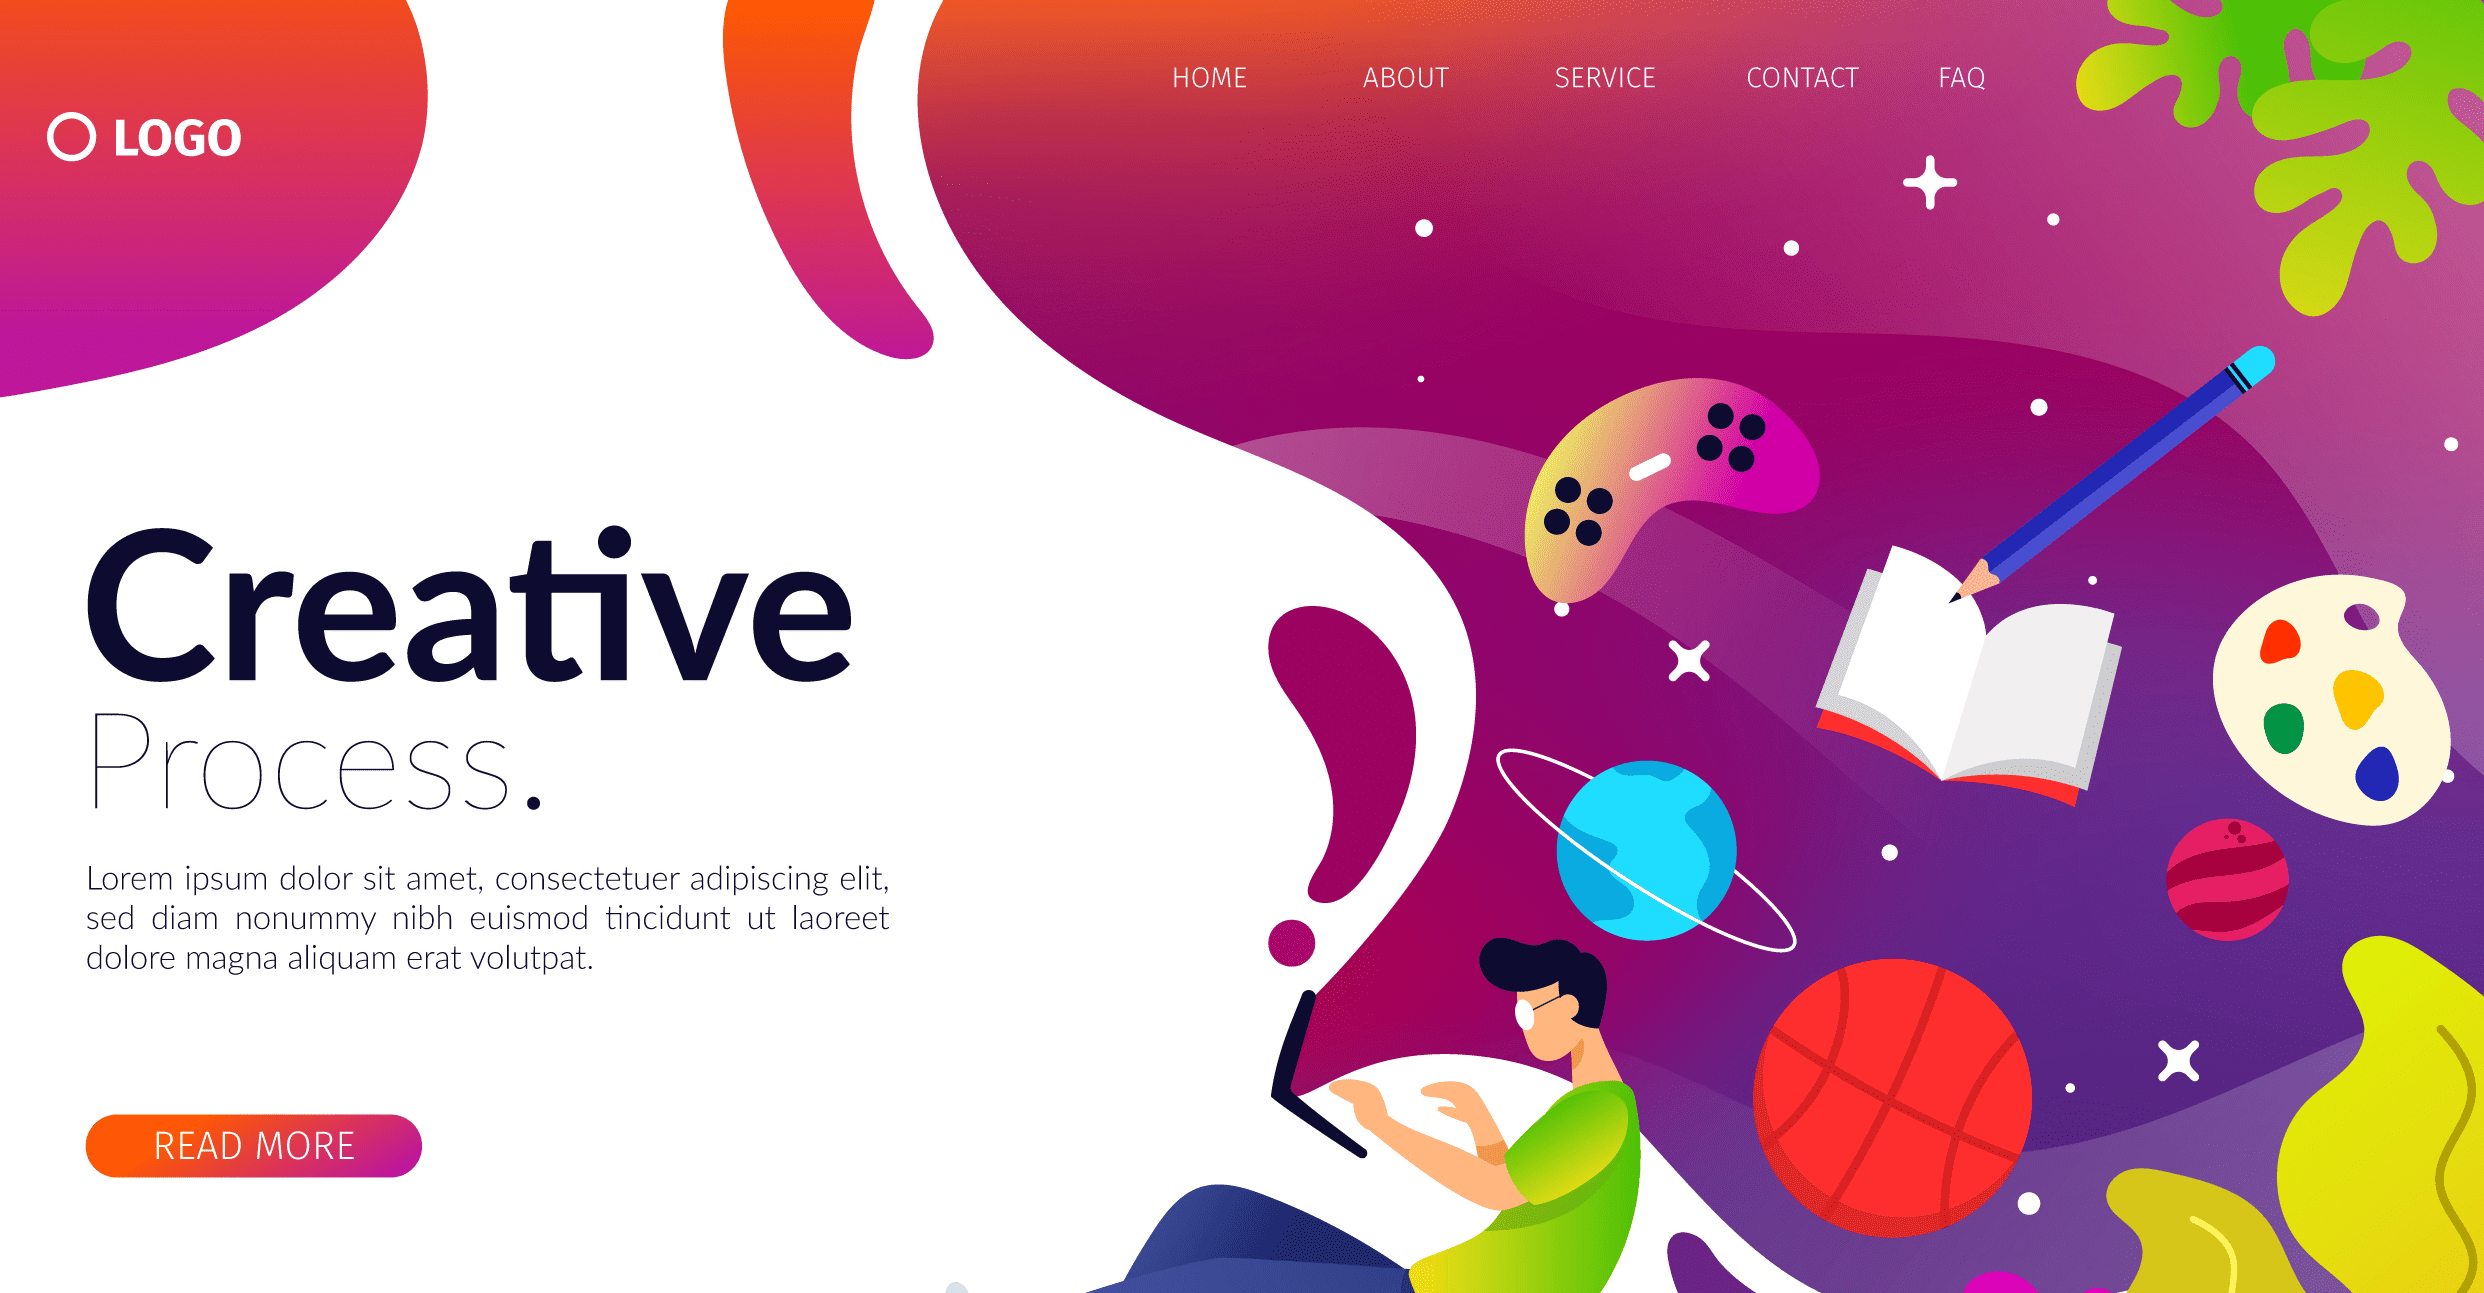 HOME ABOUT SERVICE CONTACT FAQ
LOGO
Creative
Process.
Lorem ipsum dolor sit amet, consectetuer adipiscing elit,
sed diam nonummy nibh euismod tincidunt ut laoreet
dolore magna aliquam erat volutpat.
READ MORE